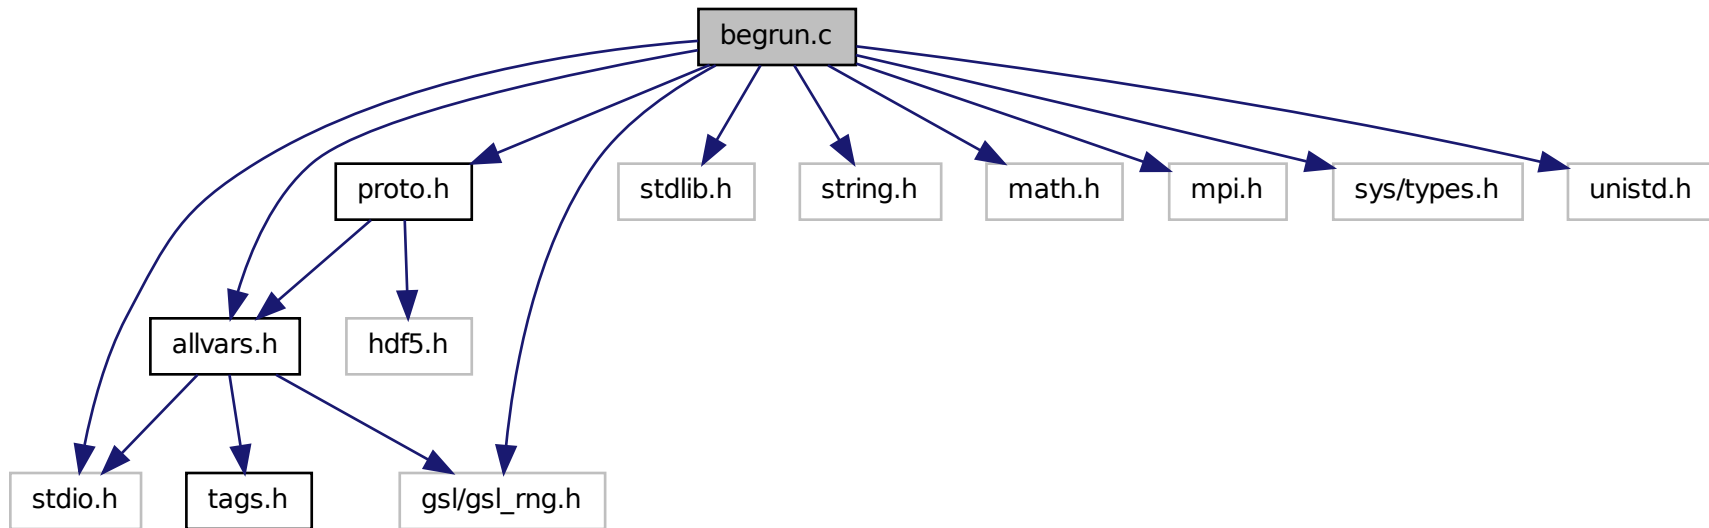 begrun.c
proto.h
stdlib.h
string.h
math.h
mpi.h
sys/types.h
unistd.h
allvars.h
hdf5.h
stdio.h
tags.h
gsl/gsl_rng.h